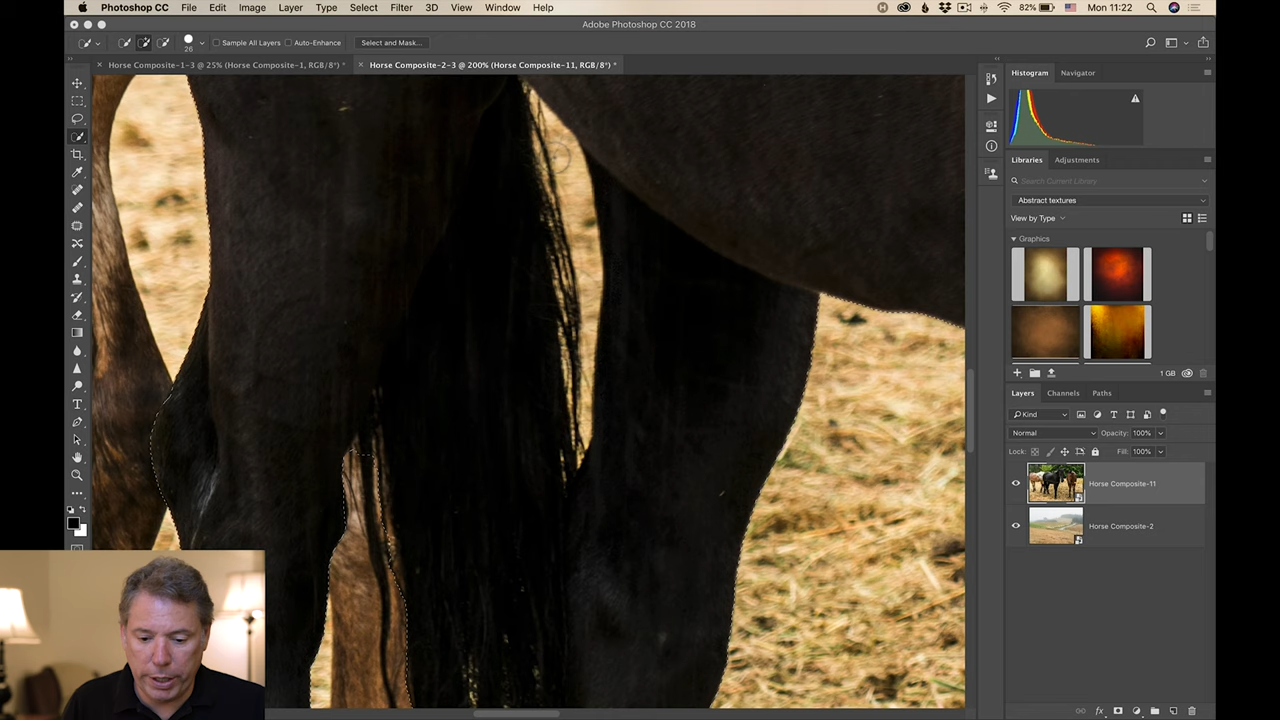 Photoshop CC File Edit Image Layer Type Select Filter 3D View Window Help 82% Mon 11:22
Adobe Photoshop CC 2018
26 Sample All Layers Auto-Enhance Select and Mask...
× Horse Composite-1-3 @ 25% (Horse Composite-1, RGB/8*) * × Horse Composite-2-3 @ 200% (Horse Composite-11, RGB/8*) *
Histogram Navigator
Libraries Adjustments
Search Current Library
Abstract textures
View by Type
Graphics
1 GB
Layers Channels Paths
Kind
Normal Opacity: 100%
Lock: Fill: 100%
Horse Composite-11
Horse Composite-2